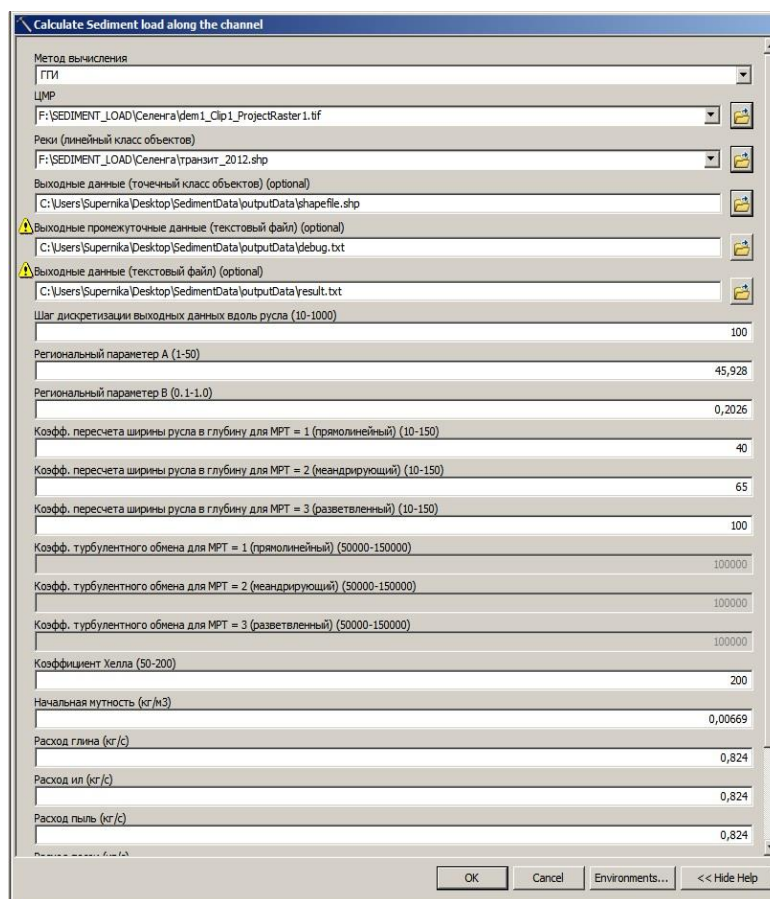 Calculate Sediment load along the channel
Метод вычисления
ГГИ
ЦМР
F:\SEDIMENT_LOAD\Селенга\dem1_Clip1_ProjectRaster1.tif
Реки (линейный класс объектов)
F:\SEDIMENT_LOAD\Селенга\транзит_2012.shp
Выходные данные (точечный класс объектов) (optional)
C:\Users\Supernika\Desktop\SedimentData\outputData\shapefile.shp
Выходные промежуточные данные (текстовый файл) (optional)
C:\Users\Supernika\Desktop\SedimentData\outputData\debug.txt
Выходные данные (текстовый файл) (optional)
C:\Users\Supernika\Desktop\SedimentData\outputData\result.txt
Шаг дискретизации выходных данных вдоль русла (10-1000)
100
Региональный параметр A (1-50)
45,928
Региональный параметр B (0.1-1.0)
0,2026
Коэфф. пересчета ширины русла в глубину для МРТ = 1 (прямолинейный) (10-150)
40
Коэфф. пересчета ширины русла в глубину для МРТ = 2 (меандрирующий) (10-150)
65
Коэфф. пересчета ширины русла в глубину для МРТ = 3 (разветвленный) (10-150)
100
Коэфф. турбулентного обмена для МРТ = 1 (прямолинейный) (50000-150000)
100000
Коэфф. турбулентного обмена для МРТ = 2 (меандрирующий) (50000-150000)
100000
Коэфф. турбулентного обмена для МРТ = 3 (разветвленный) (50000-150000)
100000
Коэффициент Хелла (50-200)
200
Начальная мутность (кг/м3)
0,00669
Расход глина (кг/с)
0,824
Расход ил (кг/с)
0,824
Расход пыль (кг/с)
0,824
OK
Cancel
Environments...
<< Hide Help